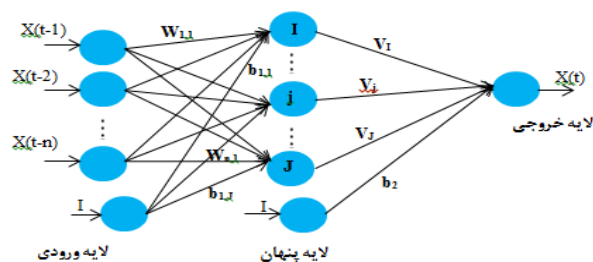 X(t-1)
W1,1
I
VI
b1,1
X(t-2)
j
Vj
X(t)
لایه خروجی
X(t-n)
Wn,1
J
VJ
b1,J
b2
I
I
لایه ورودی
لایه پنهان